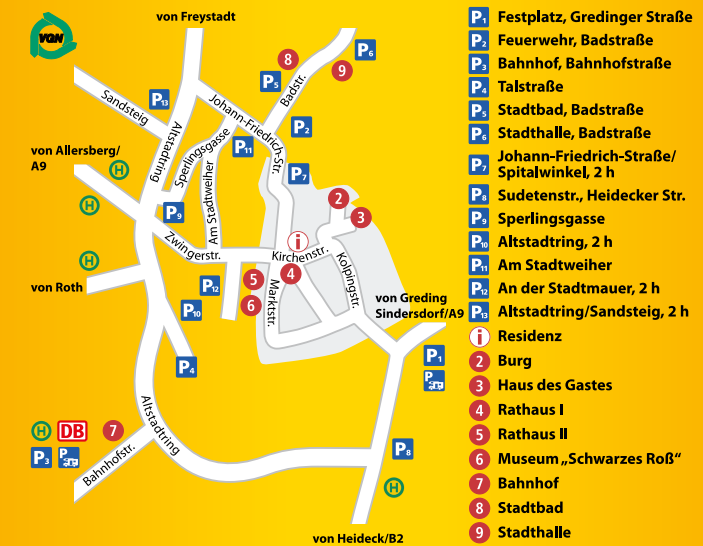 VGN
von Freystadt
Sandsteig
P13
Altstadtring
Johann-Friedrich-Str.
P5
8
Badstr.
9
P6
P2
Sperlingsgasse
P11
P7
von Allersberg/
A9
H
H
P9
Am Stadtweiher
Zwingerstr.
i
Kirchenstr.
2
3
Kolpingstr.
H
von Roth
P12
5
4
6
Marktstr.
P10
P4
von Greding
Sindersdorf/A9
P1
P
Altstadtring
H DB 7
P3 P
Bahnhofstr.
P8
H
von Heideck/B2
P1 Festplatz, Gredinger Straße
P2 Feuerwehr, Badstraße
P3 Bahnhof, Bahnhofstraße
P4 Talstraße
P5 Stadtbad, Badstraße
P6 Stadthalle, Badstraße
P7 Johann-Friedrich-Straße/
Spitalwinkel, 2 h
P8 Sudetenstr., Heidecker Str.
P9 Sperlingsgasse
P10 Altstadtring, 2 h
P11 Am Stadtweiher
P12 An der Stadtmauer, 2 h
P13 Altstadtring/Sandsteig, 2 h
i Residenz
2 Burg
3 Haus des Gastes
4 Rathaus I
5 Rathaus II
6 Museum „Schwarzes Roß“
7 Bahnhof
8 Stadtbad
9 Stadthalle